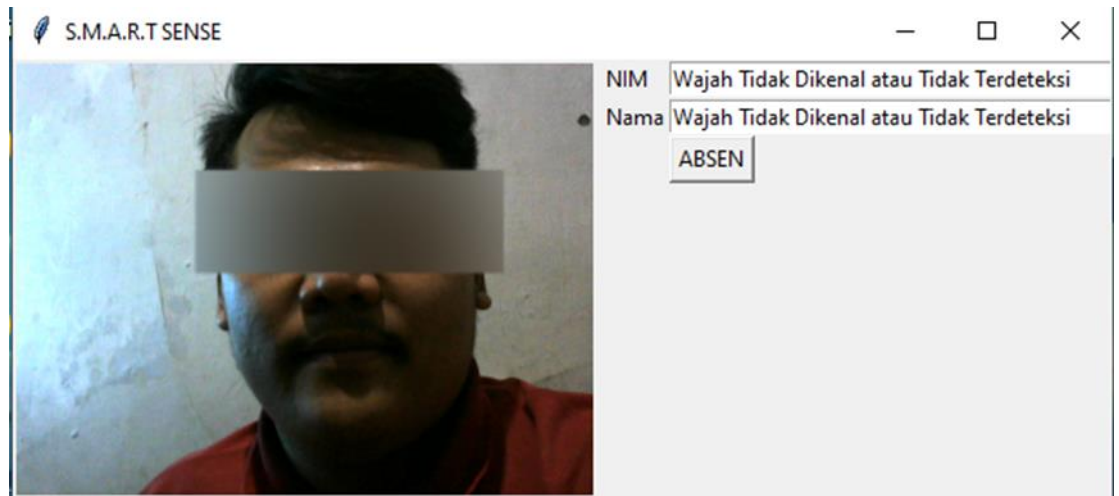 S.M.A.R.T SENSE
NIM Wajah Tidak Dikenal atau Tidak Terdeteksi
Nama Wajah Tidak Dikenal atau Tidak Terdeteksi
ABSEN